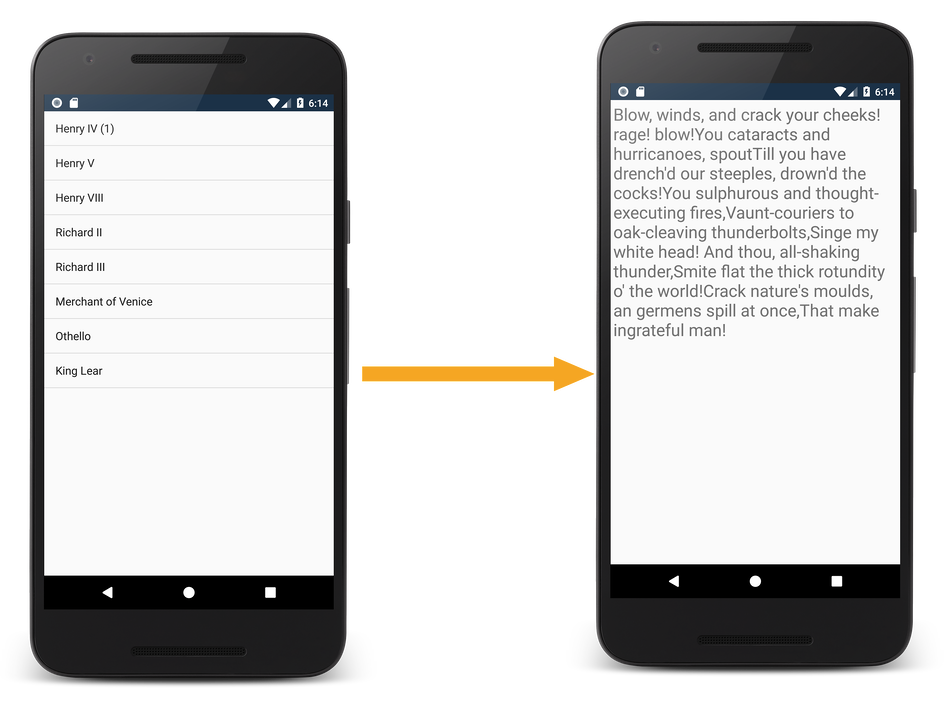 6:14
Henry IV (1)
Henry V
Henry VIII
Richard II
Richard III
Merchant of Venice
Othello
King Lear
6:14
Blow, winds, and crack your cheeks!
rage! blow!You cataracts and
hurricanoes, spoutTill you have
drench'd our steeples, drown'd the
cocks!You sulphurous and thought-
executing fires,Vaunt-couriers to
oak-cleaving thunderbolts,Singe my
white head! And thou, all-shaking
thunder,Smite flat the thick rotundity
o' the world!Crack nature's moulds,
an germens spill at once,That make
ingrateful man!